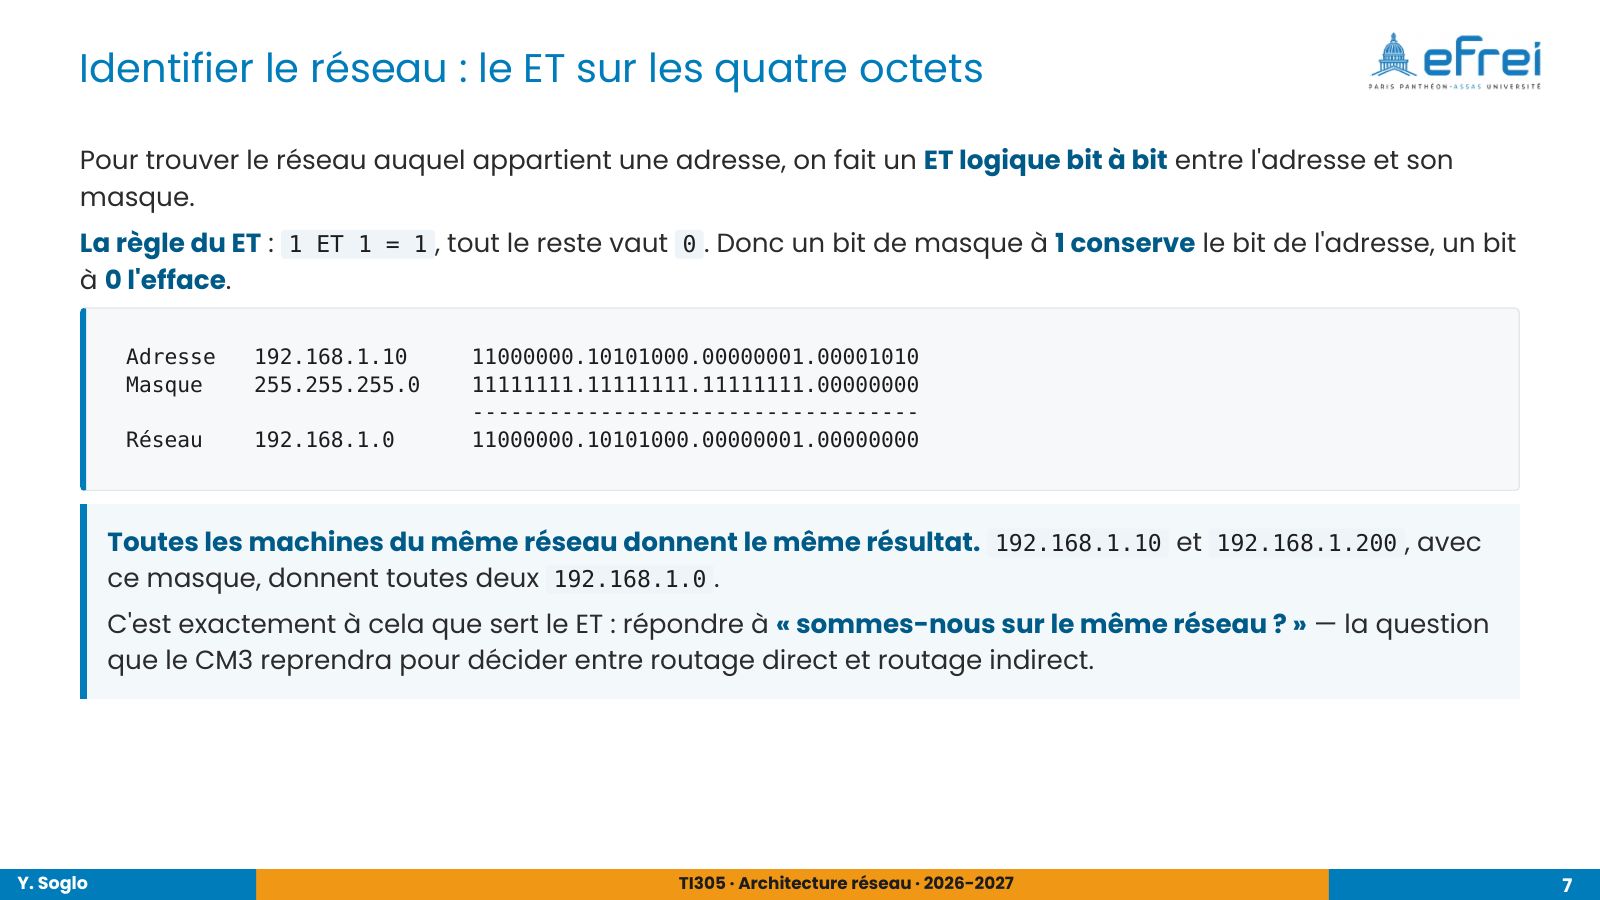 Identifier le réseau : le ET sur les quatre octets
efrei
PARIS PANTHÉON-ASSAS UNIVERSITÉ
Pour trouver le réseau auquel appartient une adresse, on fait un ET logique bit à bit entre l'adresse et son
masque.
La règle du ET : 1 ET 1 = 1, tout le reste vaut 0. Donc un bit de masque à 1 conserve le bit de l'adresse, un bit
à 0 l'efface.
Adresse 192.168.1.10 11000000.10101000.00000001.00001010
Masque 255.255.255.0 11111111.11111111.11111111.00000000
-----------------------------------
Réseau 192.168.1.0 11000000.10101000.00000001.00000000
Toutes les machines du même réseau donnent le même résultat. 192.168.1.10 et 192.168.1.200, avec
ce masque, donnent toutes deux 192.168.1.0.
C'est exactement à cela que sert le ET : répondre à « sommes-nous sur le même réseau ? » — la question
que le CM3 reprendra pour décider entre routage direct et routage indirect.
Y. Soglo
TI305 · Architecture réseau · 2026-2027
7